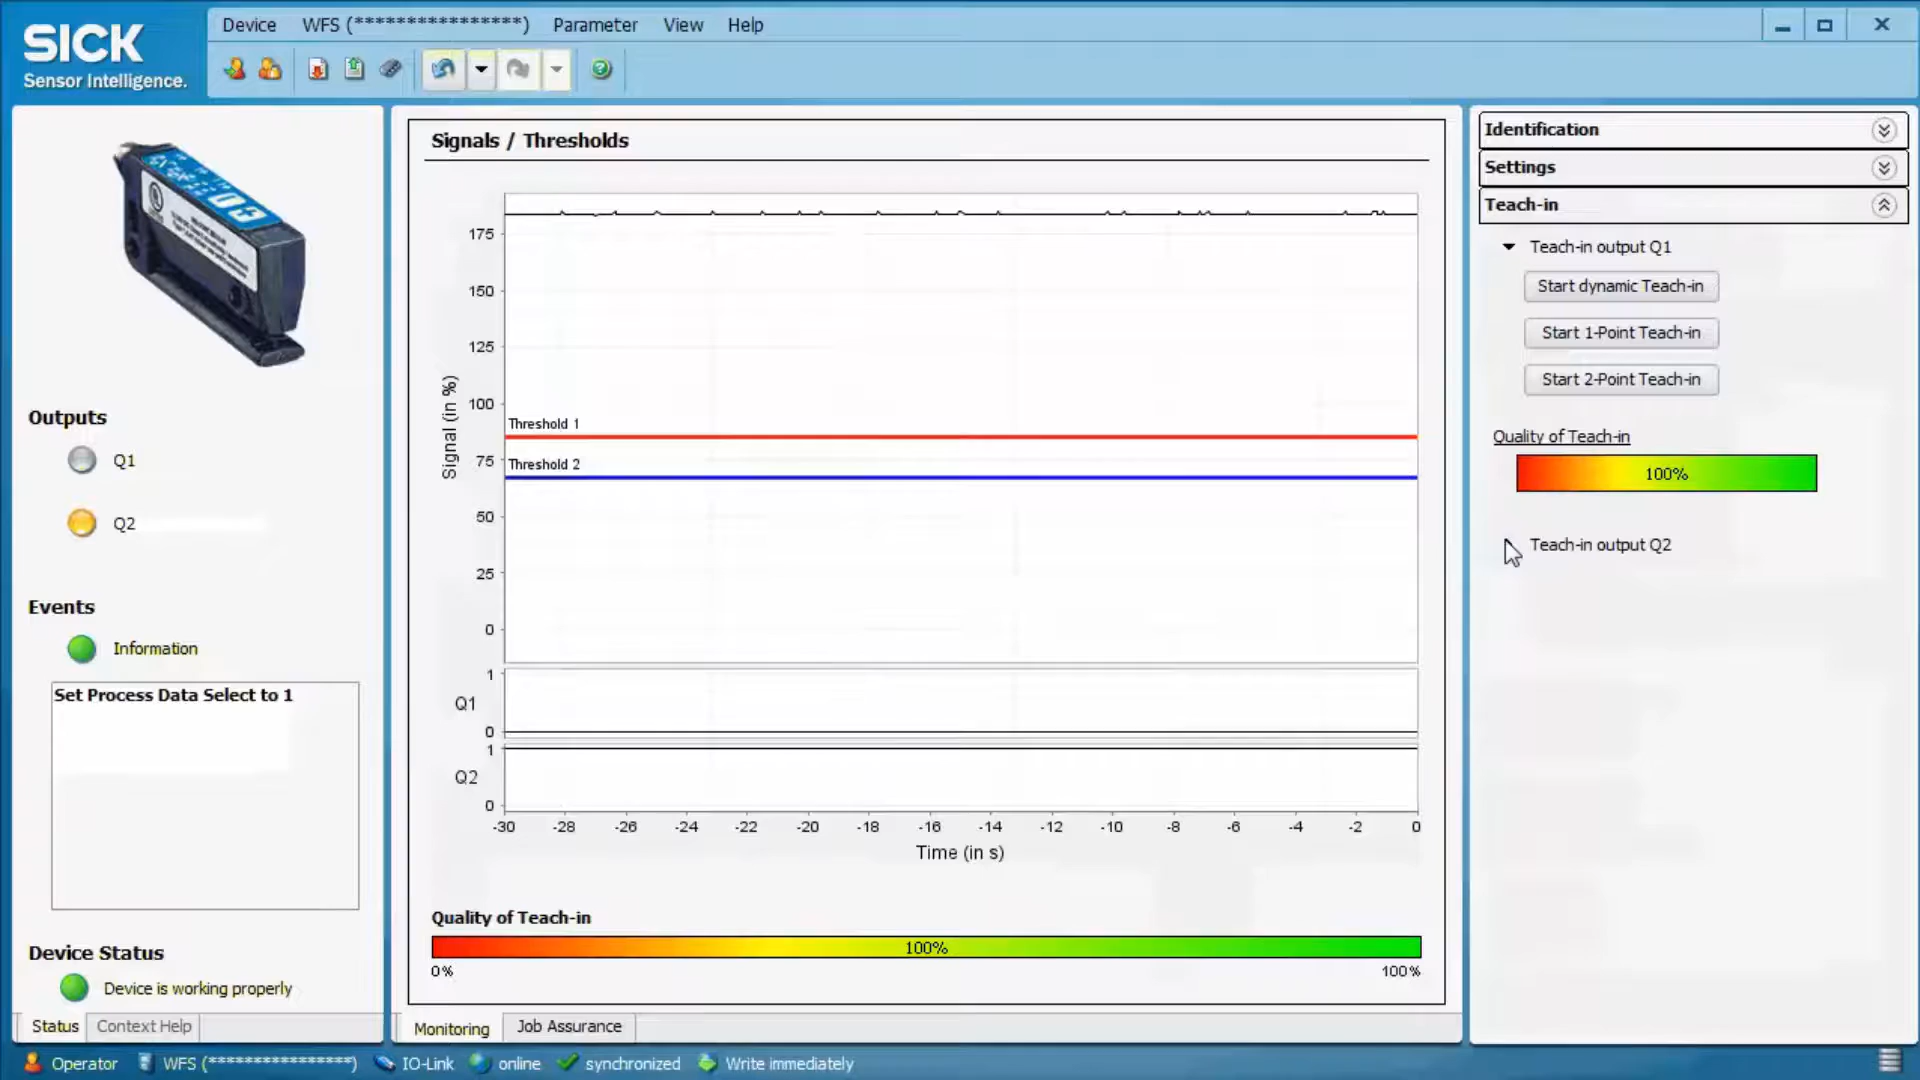 SICK
Sensor Intelligence.
Device WFS (****************) Parameter View Help
Outputs
Q1
Q2
Events
Information
Set Process Data Select to 1
Device Status
Device is working properly
Status Context Help
Signals / Thresholds
Signal (in %)
175
150
125
100
75
50
25
0
Threshold 1
Threshold 2
Q1
1
0
Q2
1
0
-30 -28 -26 -24 -22 -20 -18 -16 -14 -12 -10 -8 -6 -4 -2 0
Time (in s)
Quality of Teach-in
100%
0% 100%
Monitoring Job Assurance
Identification
Settings
Teach-in
Teach-in output Q1
Start dynamic Teach-in
Start 1-Point Teach-in
Start 2-Point Teach-in
Quality of Teach-in
100%
Teach-in output Q2
Operator WFS (****************) IO-Link online synchronized Write immediately